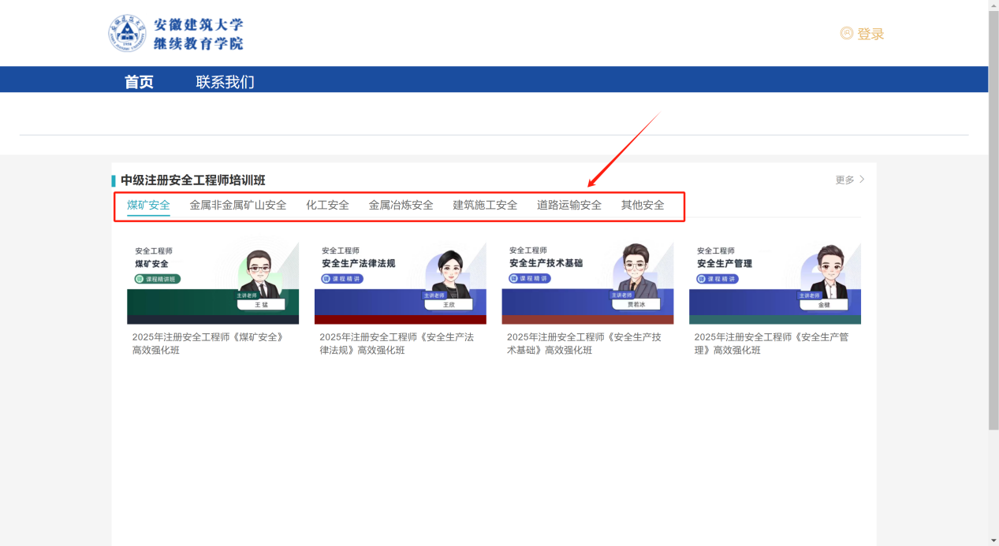 安徽建筑大学
继续教育学院
登录
首页
联系我们
中级注册安全工程师培训班
更多
煤矿安全
金属非金属矿山安全
化工安全
金属冶炼安全
建筑施工安全
道路运输安全
其他安全
安全工程师
煤矿安全
课程精讲班
主讲老师
王 猛
2025年注册安全工程师《煤矿安全》
高效强化班
安全工程师
安全生产法律法规
课程精讲
主讲老师
王欣
2025年注册安全工程师《安全生产法
律法规》高效强化班
安全工程师
安全生产技术基础
课程精讲
主讲老师
贾若冰
2025年注册安全工程师《安全生产技
术基础》高效强化班
安全工程师
安全生产管理
课程精讲
主讲老师
金楗
2025年注册安全工程师《安全生产管
理》高效强化班